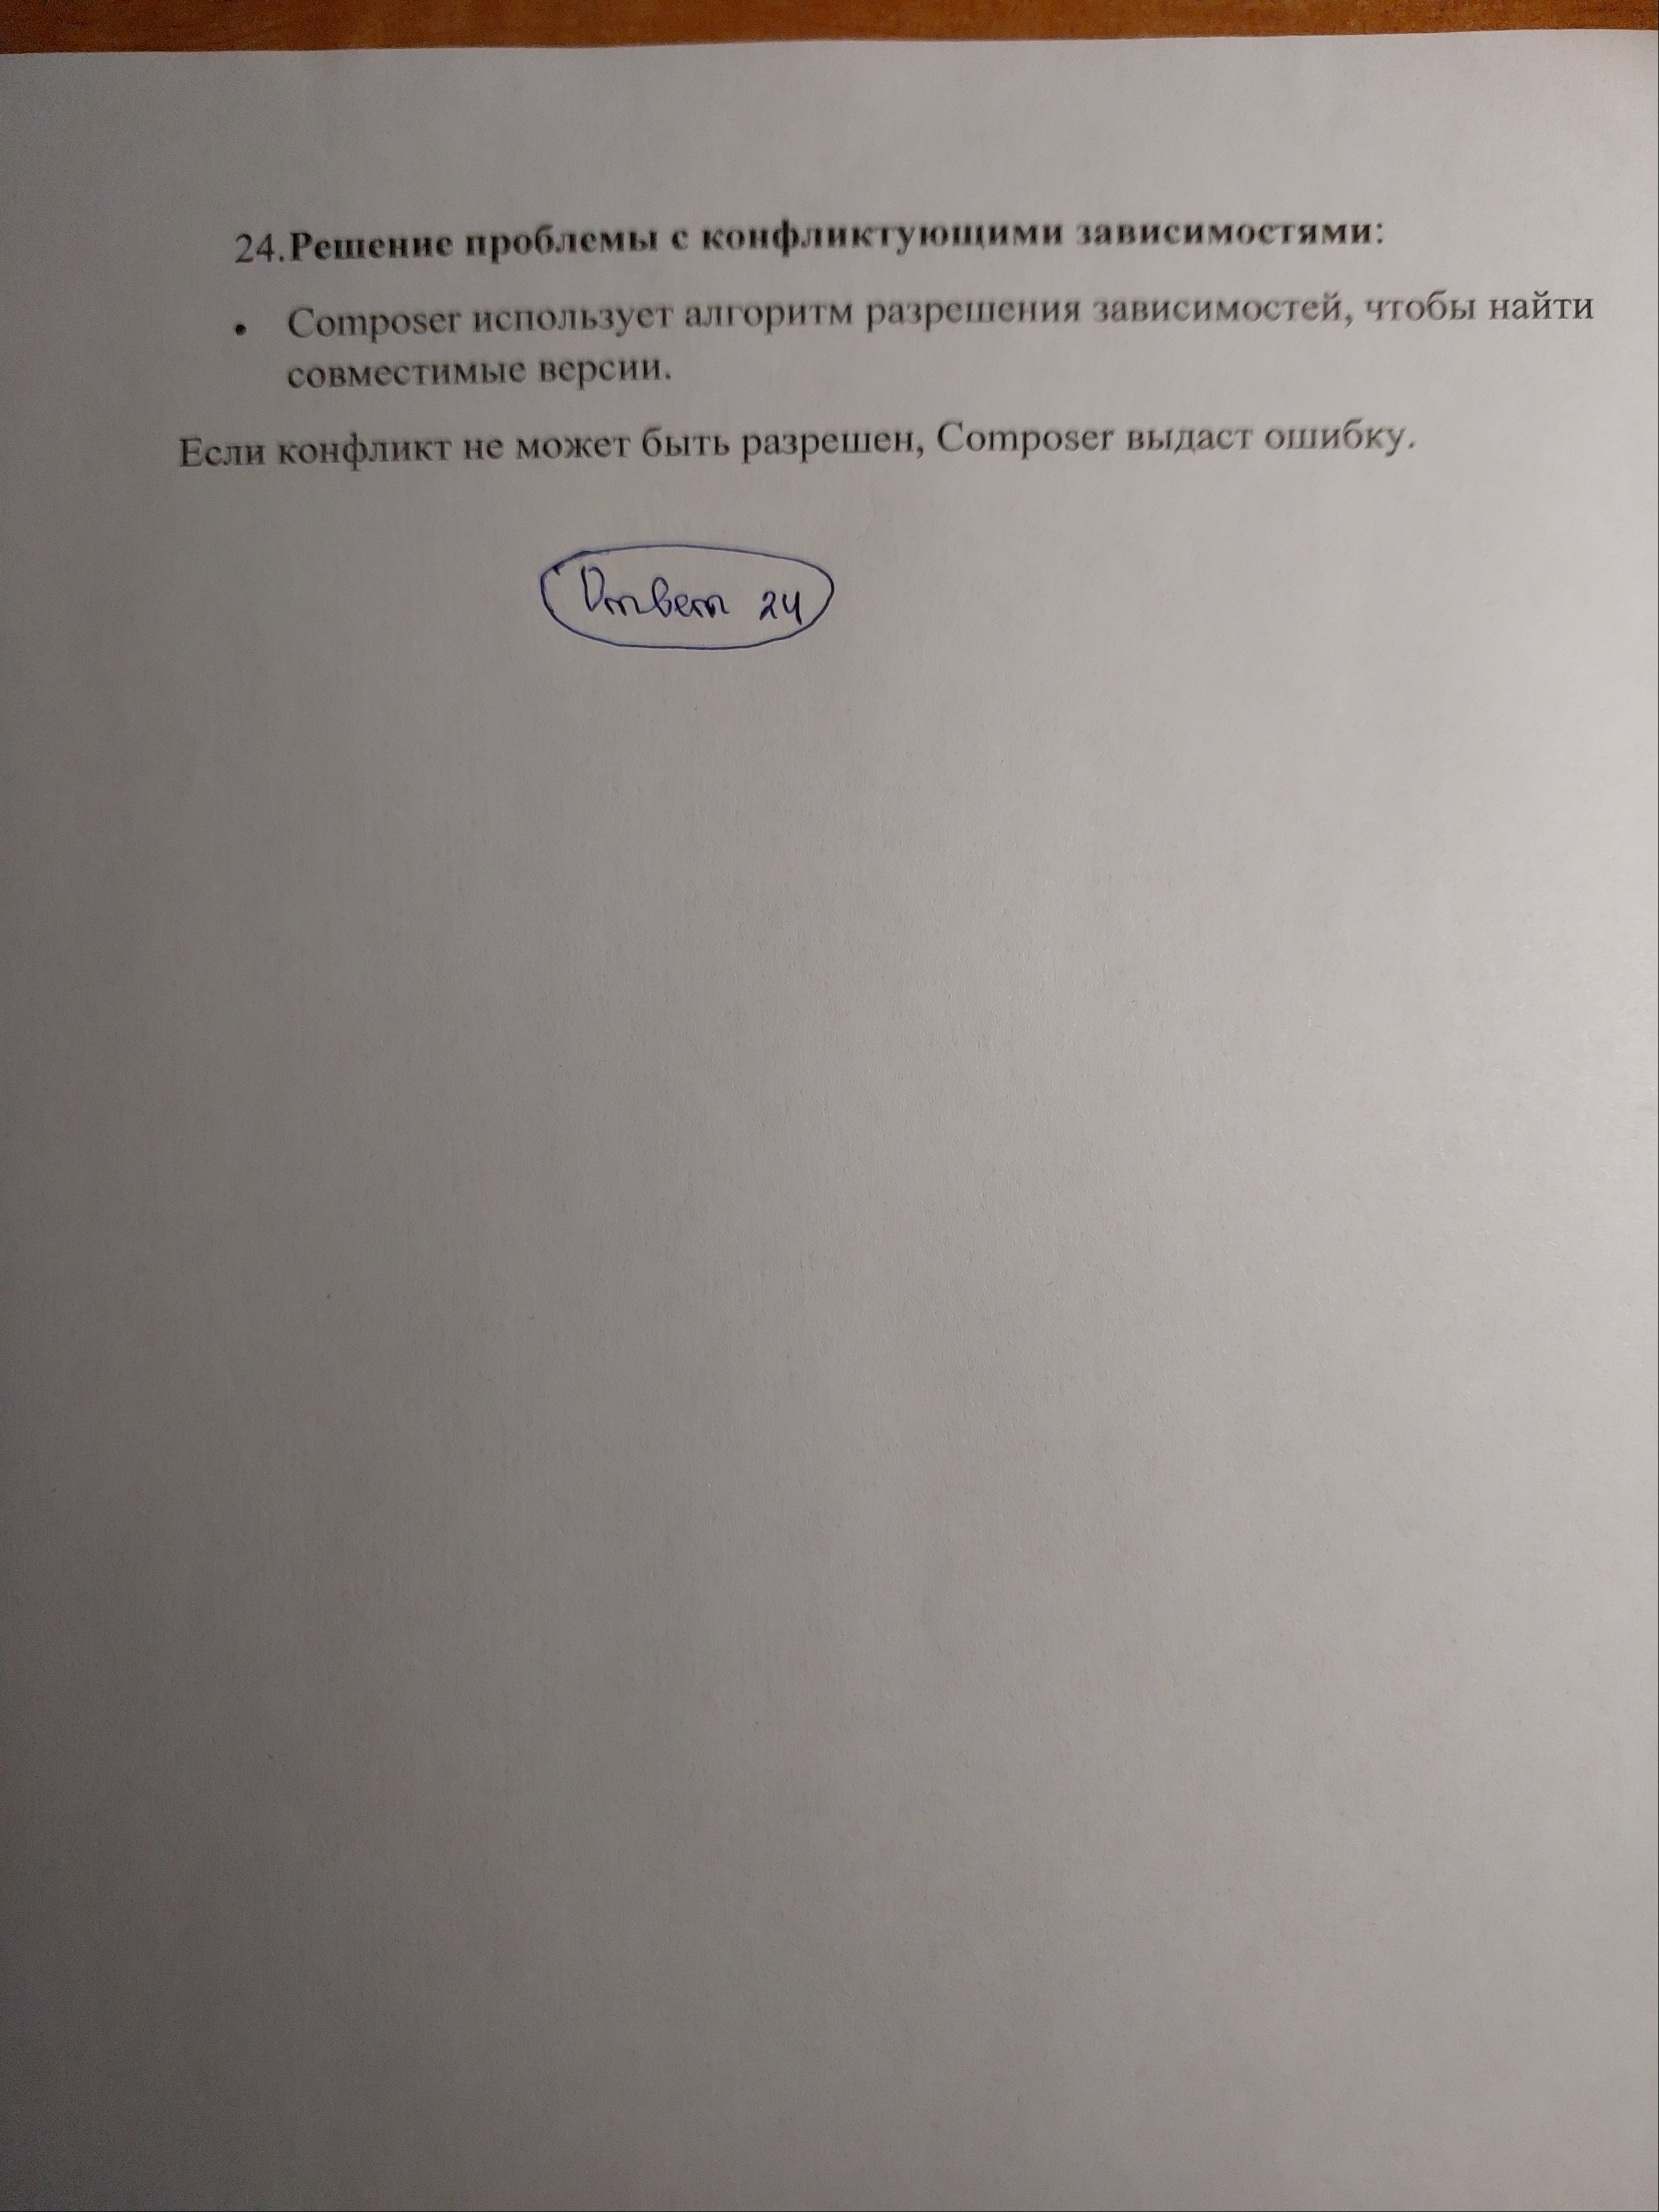 24.Решение проблемы с конфликтующими зависимостями:
• Composer использует алгоритм разрешения зависимостей, чтобы найти
совместимые версии.
Если конфликт не может быть разрешен, Composer выдаст ошибку.
Ответ 24